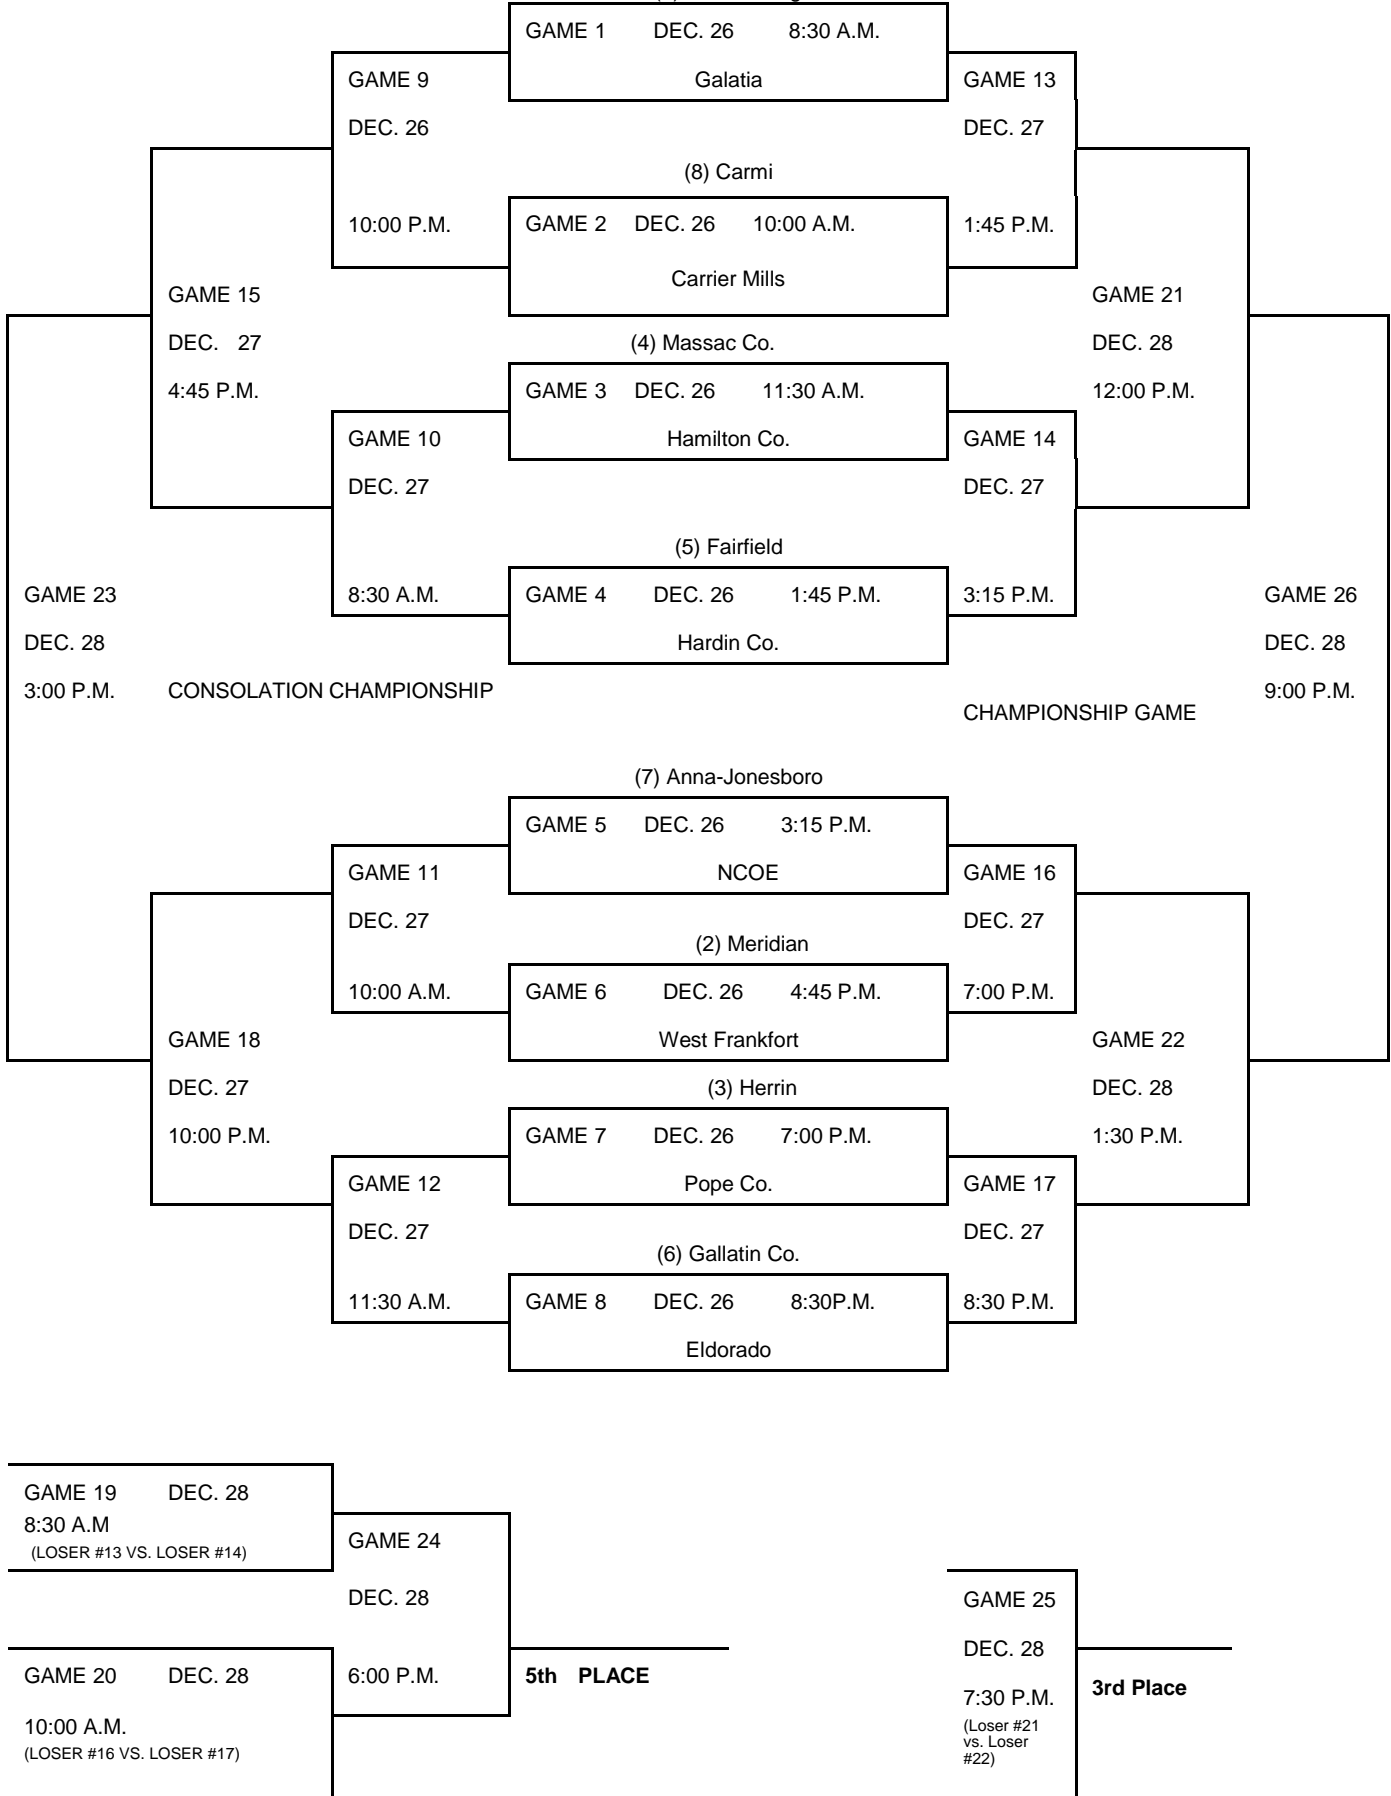 GAME 1 DEC. 26 8:30 A.M.
GAME 9 Galatia GAME 13
DEC. 26 DEC. 27
(8) Carmi
10:00 P.M. GAME 2 DEC. 26 10:00 A.M. 1:45 P.M.
Carrier Mills
GAME 15 GAME 21
DEC. 27 (4) Massac Co. DEC. 28
4:45 P.M. GAME 3 DEC. 26 11:30 A.M. 12:00 P.M.
GAME 10 Hamilton Co. GAME 14
DEC. 27 DEC. 27
(5) Fairfield
GAME 23 8:30 A.M. GAME 4 DEC. 26 1:45 P.M. 3:15 P.M. GAME 26
DEC. 28 Hardin Co. DEC. 28
3:00 P.M. CONSOLATION CHAMPIONSHIP 9:00 P.M.
CHAMPIONSHIP GAME
(7) Anna-Jonesboro
GAME 5 DEC. 26 3:15 P.M.
GAME 11 NCOE GAME 16
DEC. 27 DEC. 27
(2) Meridian
10:00 A.M. GAME 6 DEC. 26 4:45 P.M. 7:00 P.M.
GAME 18 West Frankfort GAME 22
DEC. 27 (3) Herrin DEC. 28
10:00 P.M. GAME 7 DEC. 26 7:00 P.M. 1:30 P.M.
GAME 12 Pope Co. GAME 17
DEC. 27 DEC. 27
(6) Gallatin Co.
11:30 A.M. GAME 8 DEC. 26 8:30P.M. 8:30 P.M.
Eldorado
GAME 19 DEC. 28
8:30 A.M
(LOSER #13 VS. LOSER #14)
GAME 24
DEC. 28
GAME 20 DEC. 28 6:00 P.M. 5th PLACE
10:00 A.M.
(LOSER #16 VS. LOSER #17)
GAME 25
DEC. 28
7:30 P.M. 3rd Place
(Loser #21
vs. Loser
#22)